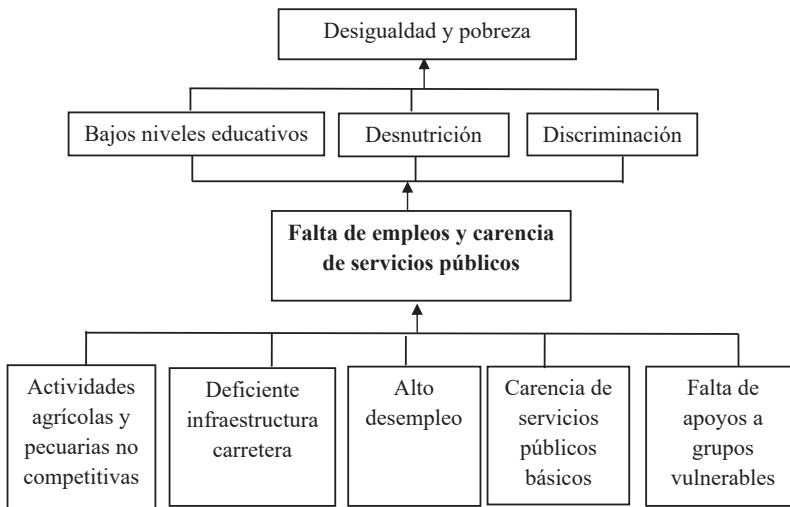 Desigualdad y pobreza
Bajos niveles educativos
Desnutrición
Discriminación
Falta de empleos y carencia
de servicios públicos
Actividades
agrícolas y
pecuarias no
competitivas
Deficiente
infraestructura
carretera
Alto
desempleo
Carencia de
servicios
públicos
básicos
Falta de
apoyos a
grupos
vulnerables